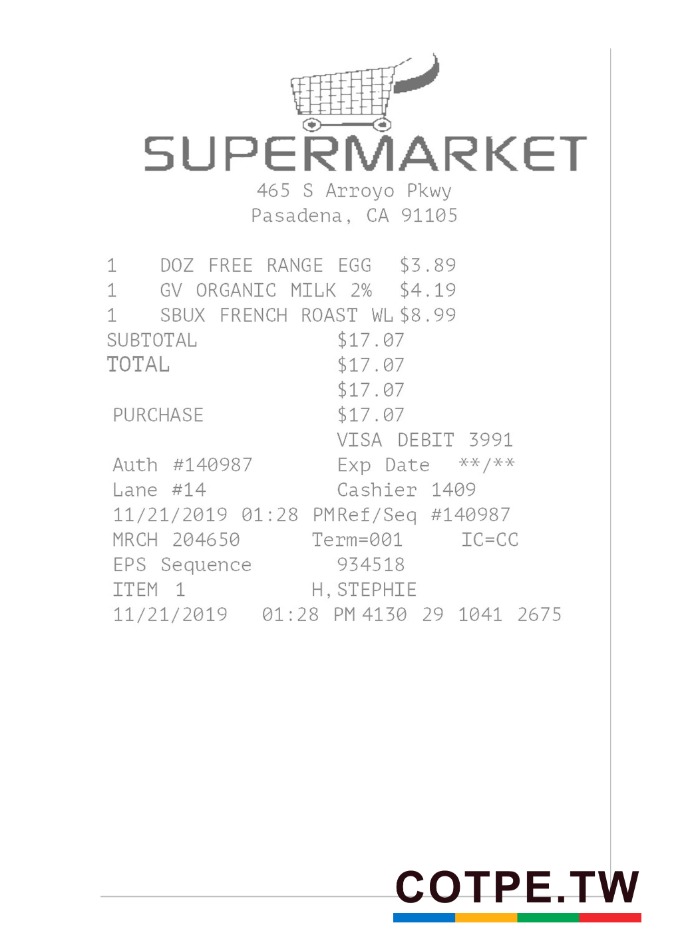 SUPERMARKET
465 S Arroyo Pkwy
Pasadena, CA 91105
1 DOZ FREE RANGE EGG $3.89
1 GV ORGANIC MILK 2% $4.19
1 SBUX FRENCH ROAST WL $8.99
SUBTOTAL $17.07
TOTAL $17.07
$17.07
PURCHASE $17.07
VISA DEBIT 3991
Auth #140987 Exp Date **/**
Lane #14 Cashier 1409
11/21/2019 01:28 PM Ref/Seq #140987
MRCH 204650 Term=001 IC=CC
EPS Sequence 934518
ITEM 1 H, STEPHIE
11/21/2019 01:28 PM 4130 29 1041 2675
COTPE.TW